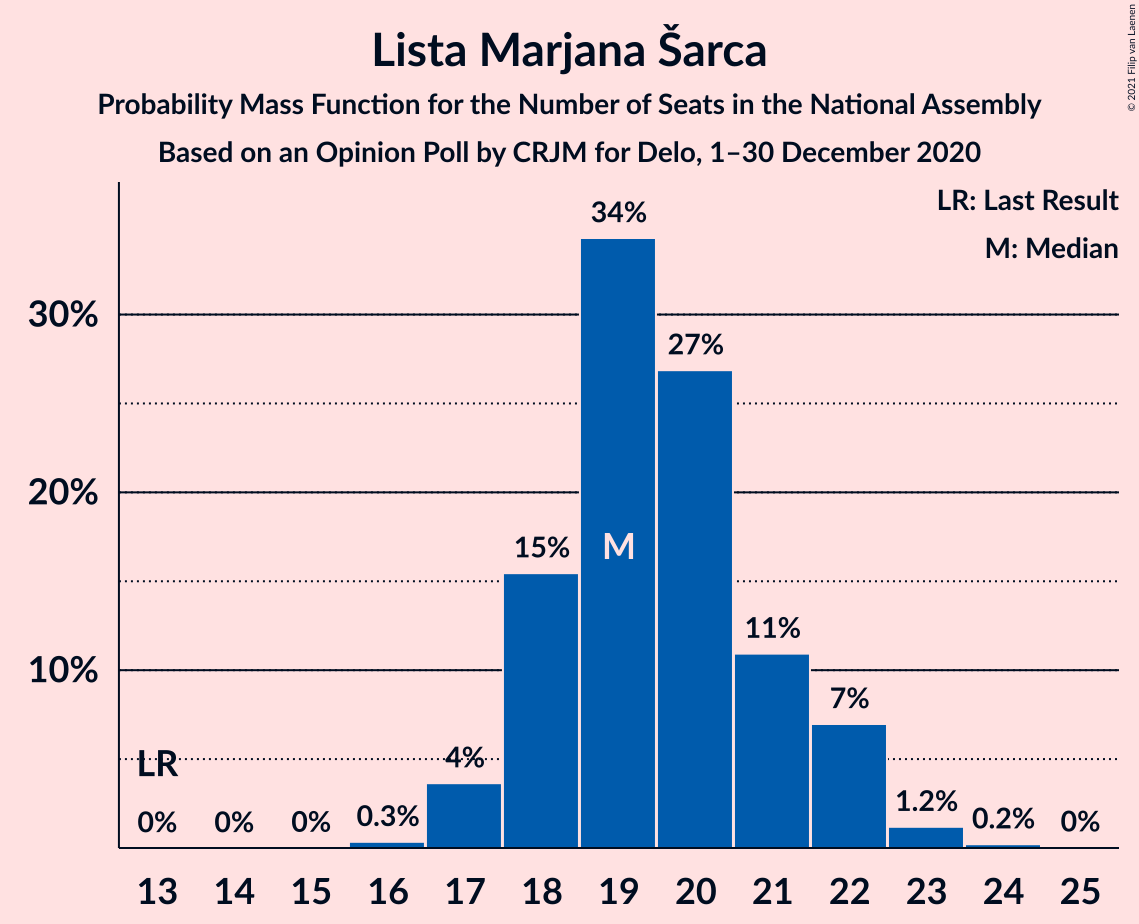 Lista Marjana Šarca
Probability Mass Function for the Number of Seats in the National Assembly
Based on an Opinion Poll by CRJM for Delo, 1–30 December 2020
© 2021 Filip van Laenen
LR: Last Result
M: Median
34%
30%
27%
20%
15%
M
11%
10%
7%
LR
4%
0%
0%
0%
0.3%
1.2%
0.2%
0%
13 14 15 16 17 18 19 20 21 22 23 24 25